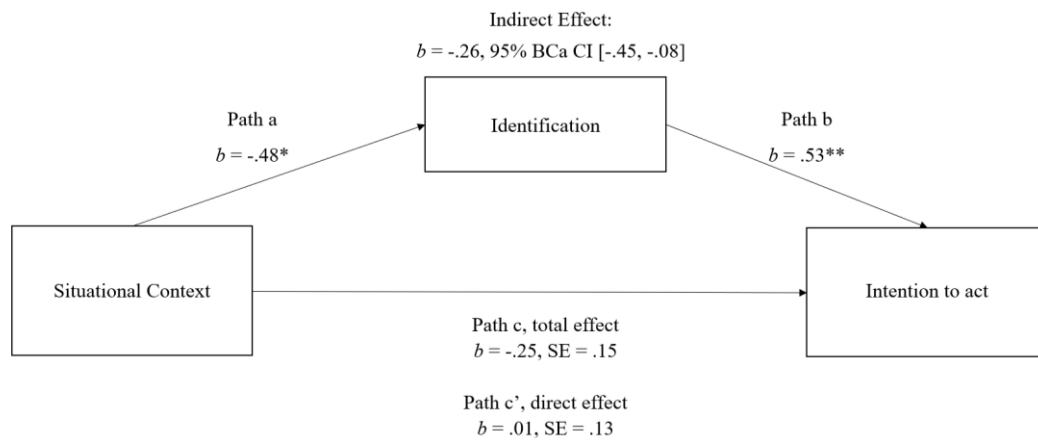 Indirect Effect:
b = -.26, 95% BCa CI [-.45, -.08]
Path a
b = -.48*
Identification
Path b
b = .53**
Situational Context
Intention to act
Path c, total effect
b = -.25, SE = .15
Path c’, direct effect
b = .01, SE = .13